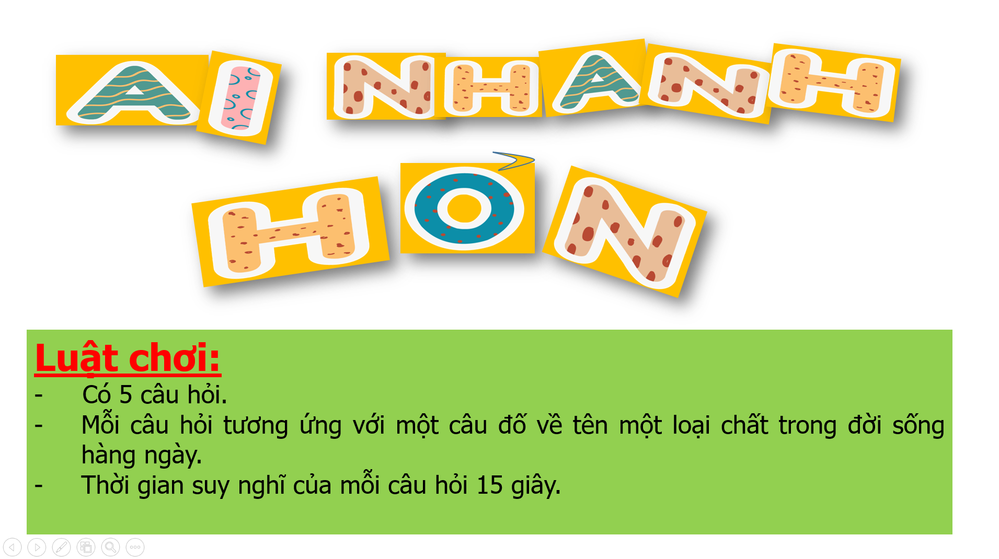 AI NHANH
HƠN
Luật chơi:
- Có 5 câu hỏi.
- Mỗi câu hỏi tương ứng với một câu đố về tên một loại chất trong đời sống
hàng ngày.
- Thời gian suy nghĩ của mỗi câu hỏi 15 giây.